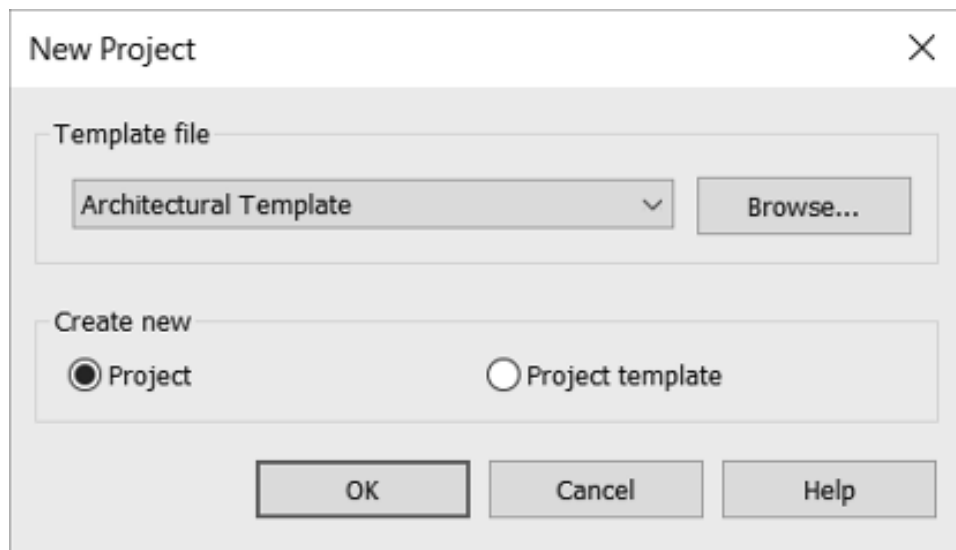 New Project
Template file
Architectural Template
Browse...
Create new
Project
Project template
OK
Cancel
Help